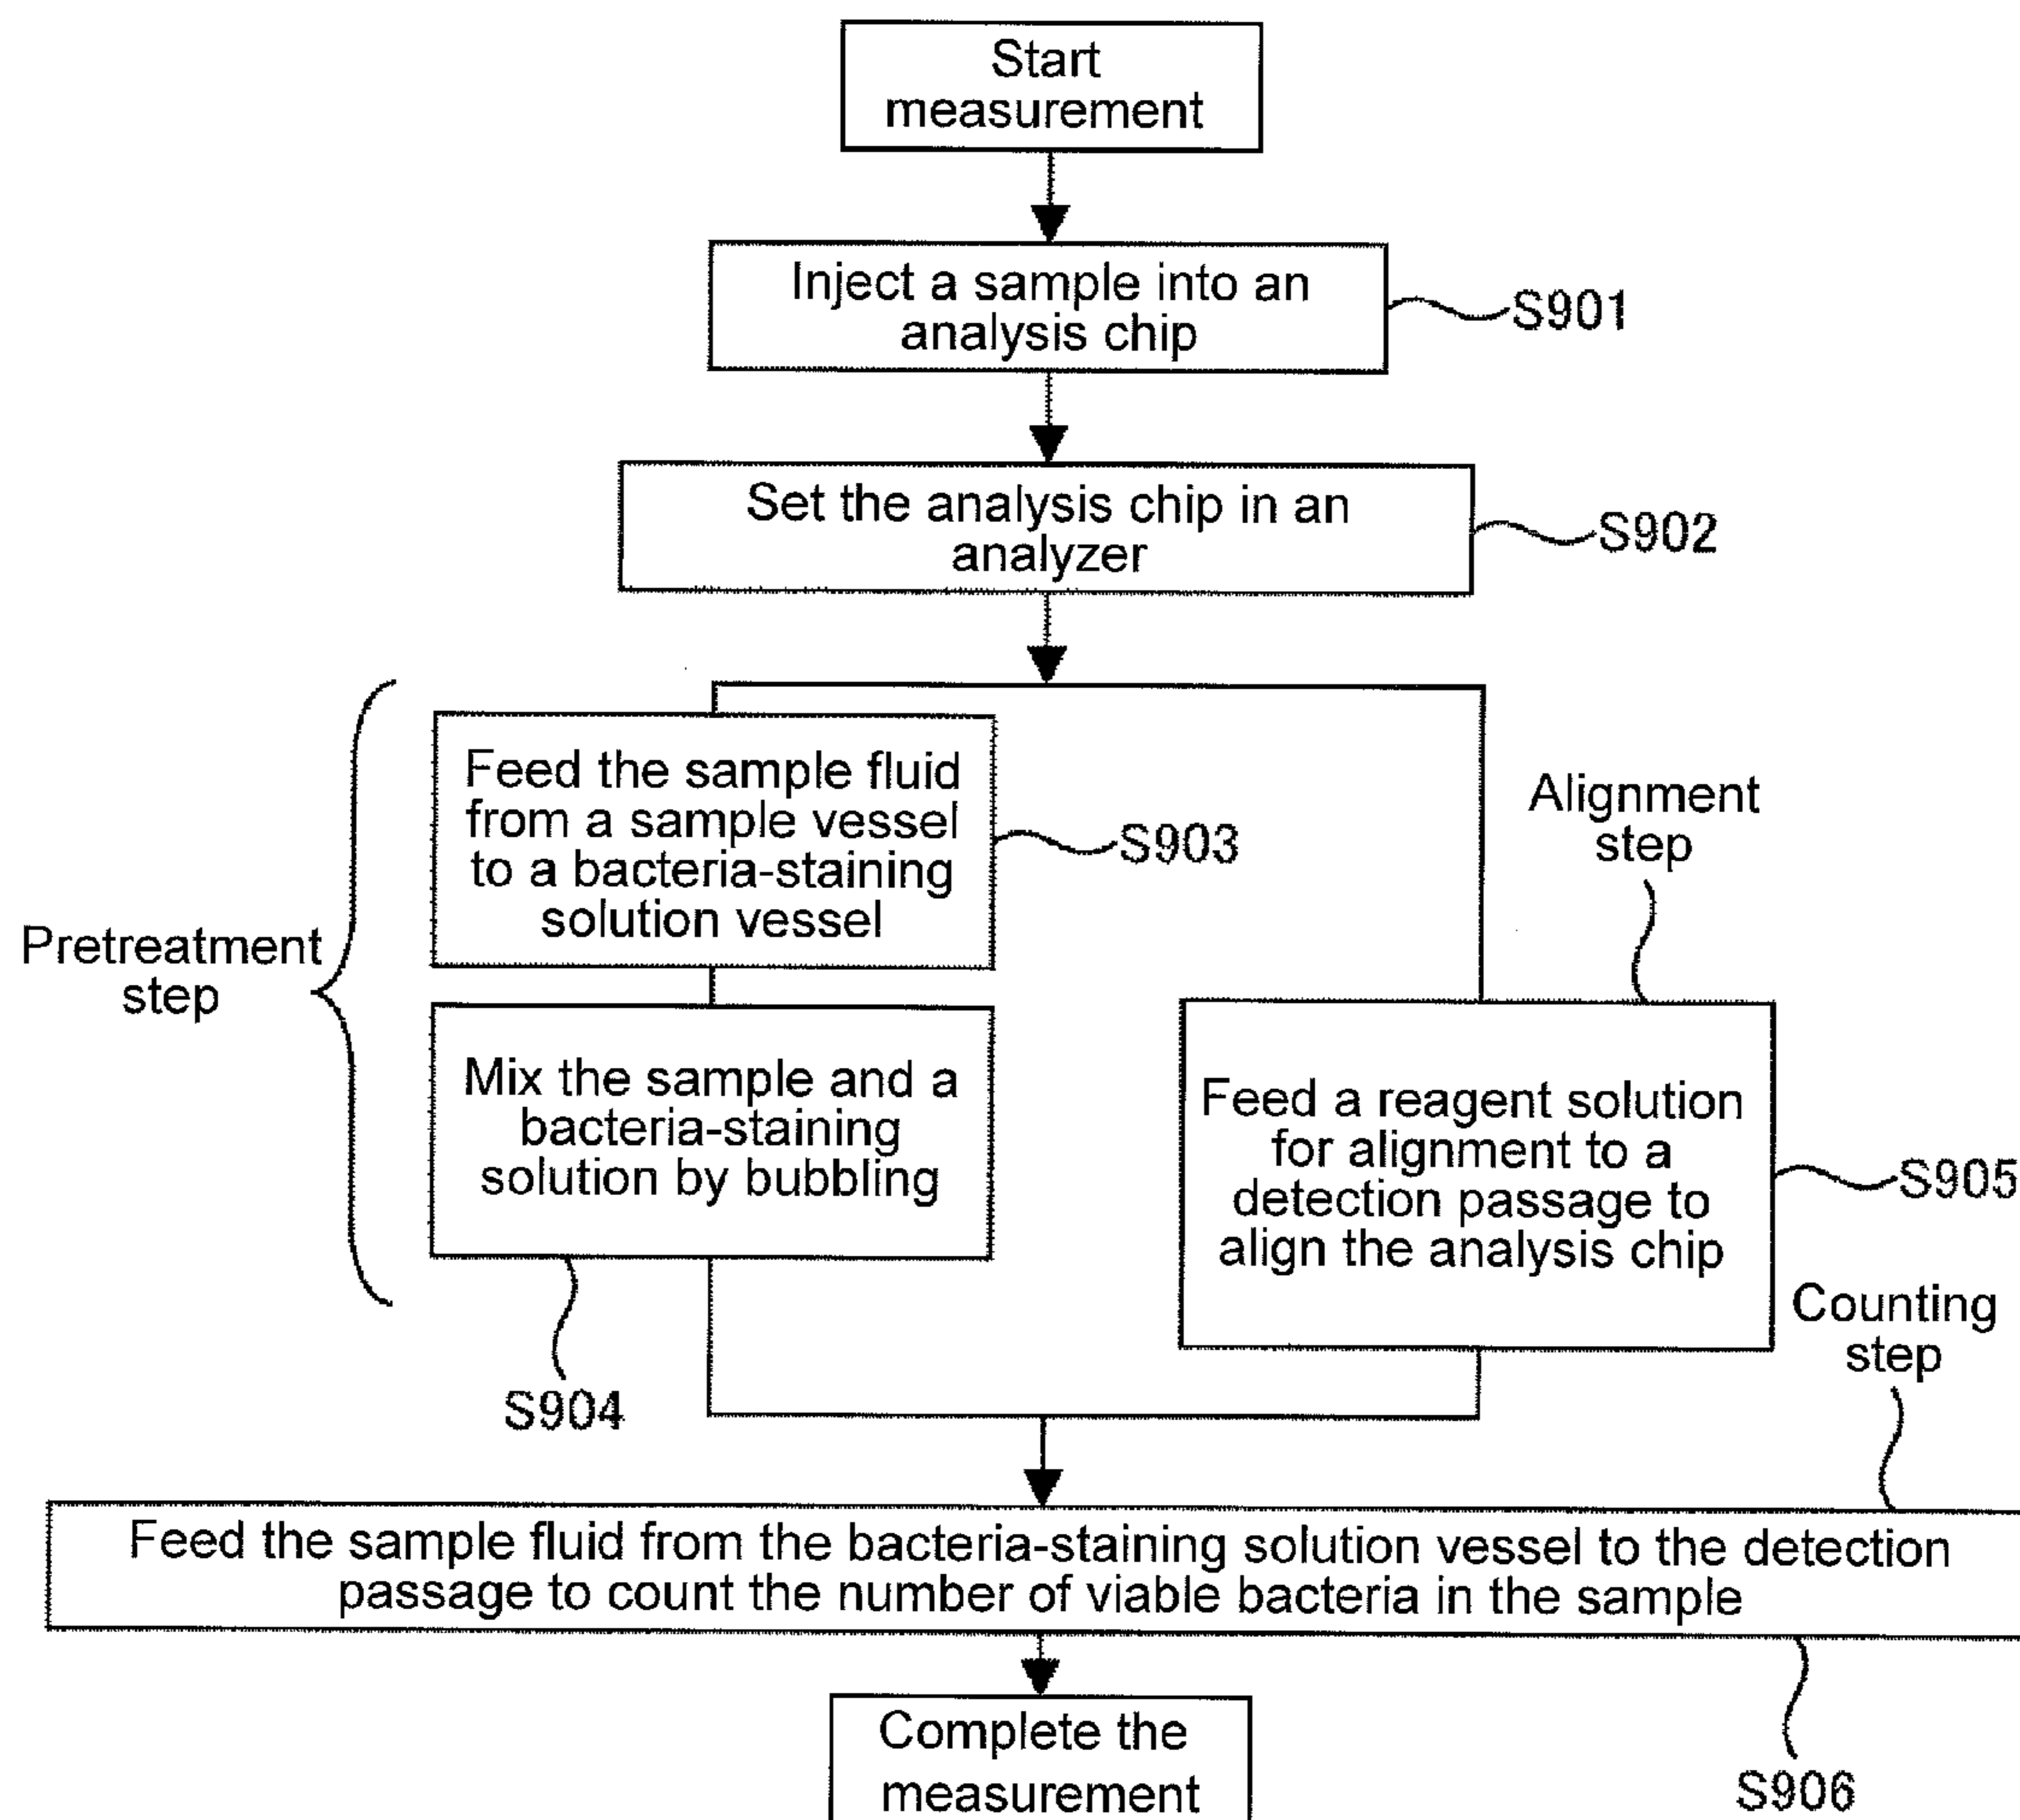 Start
measurement
Inject a sample into an
analysis chip
S901
Set the analysis chip in an
analyzer
S902
Pretreatment
step
Feed the sample fluid
from a sample vessel
to a bacteria-staining
solution vessel
S903
Mix the sample and a
bacteria-staining
solution by bubbling
S904
Alignment
step
Feed a reagent solution
for alignment to a
detection passage to
align the analysis chip
S905
Counting
step
Feed the sample fluid from the bacteria-staining solution vessel to the detection
passage to count the number of viable bacteria in the sample
S906
Complete the
measurement